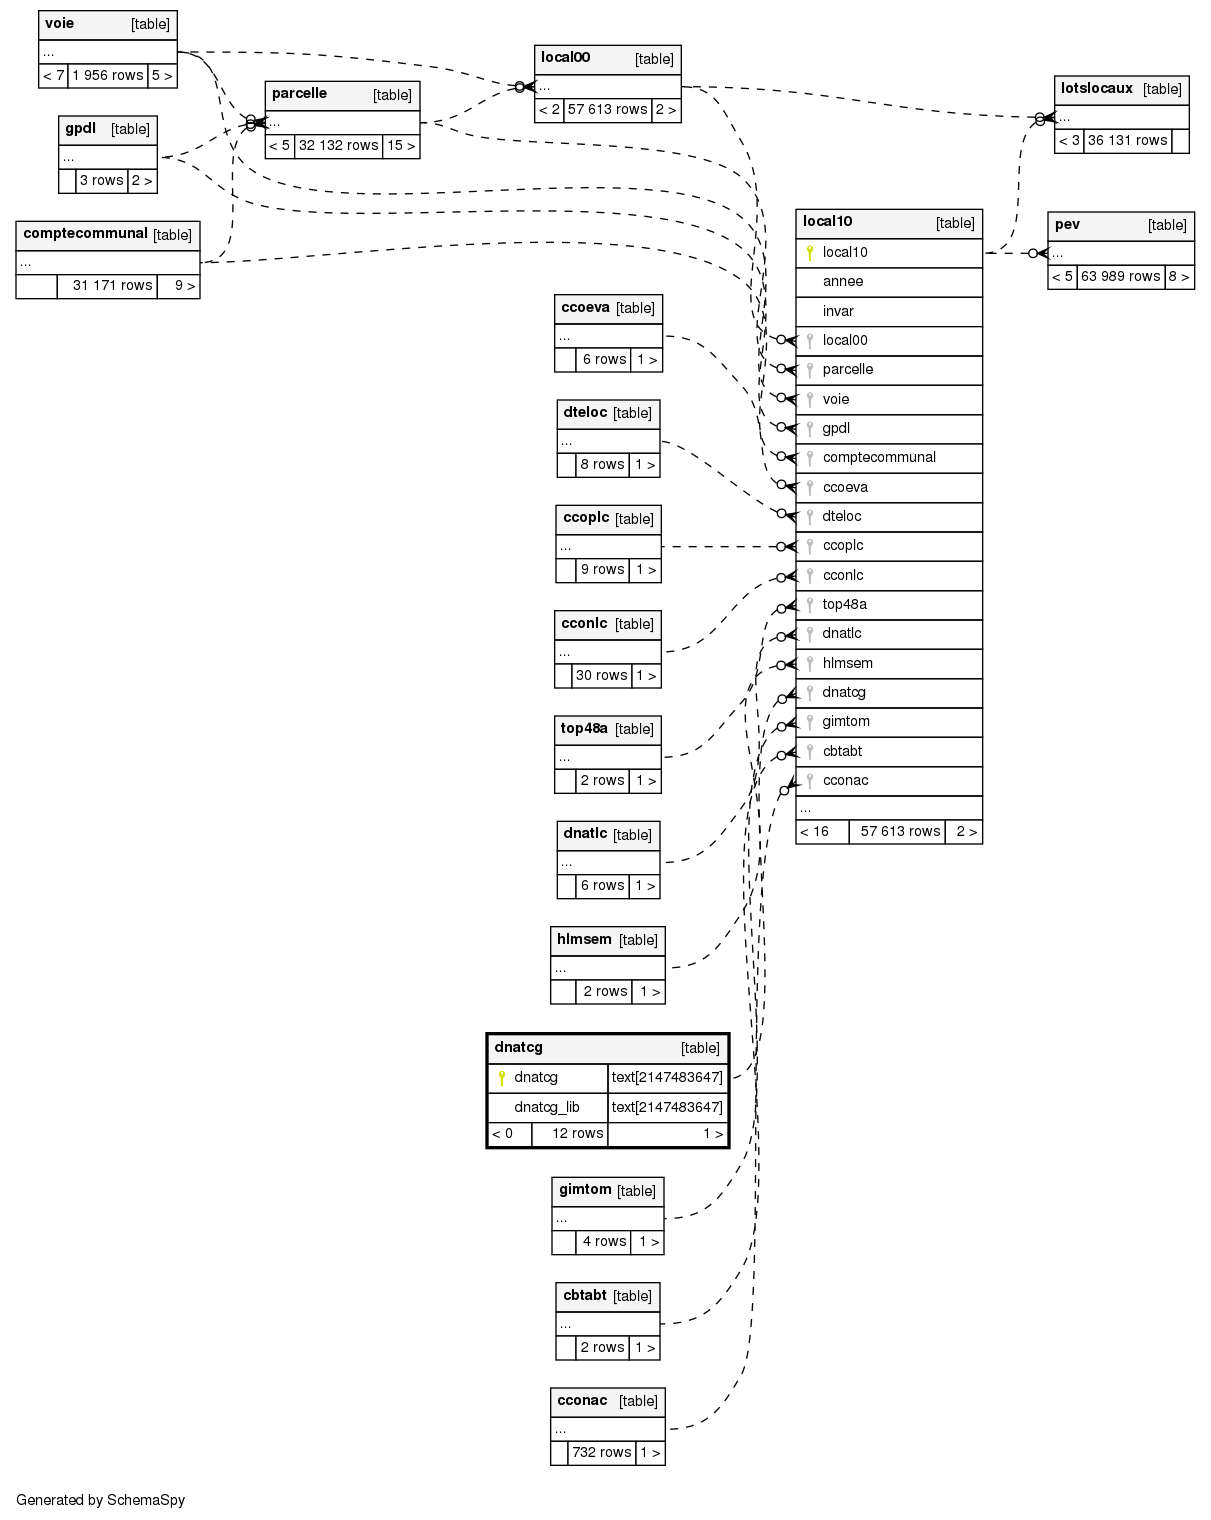 voie [table]
...
< 7 1 956 rows 5 >
gpdl [table]
...
3 rows 2 >
comptecommunal [table]
...
31 171 rows 9 >
parcelle [table]
...
< 5 32 132 rows 15 >
local00 [table]
...
< 2 57 613 rows 2 >
lotslocaux [table]
...
< 3 36 131 rows
pev [table]
...
< 5 63 989 rows 8 >
local10 [table]
local10
annee
invar
local00
parcelle
voie
gpdl
comptecommunal
ccoeva
dteloc
ccoplc
cconlc
top48a
dnatlc
hlmsem
dnatcg
gimtom
cbtabt
cconac
...
< 16 57 613 rows 2 >
ccoeva [table]
...
6 rows 1 >
dteloc [table]
...
8 rows 1 >
ccoplc [table]
...
9 rows 1 >
cconlc [table]
...
30 rows 1 >
top48a [table]
...
2 rows 1 >
dnatlc [table]
...
6 rows 1 >
hlmsem [table]
...
2 rows 1 >
dnatcg [table]
dnatcg text[2147483647]
dnatcg_lib text[2147483647]
< 0 12 rows 1 >
gimtom [table]
...
4 rows 1 >
cbtabt [table]
...
2 rows 1 >
cconac [table]
...
732 rows 1 >
Generated by SchemaSpy